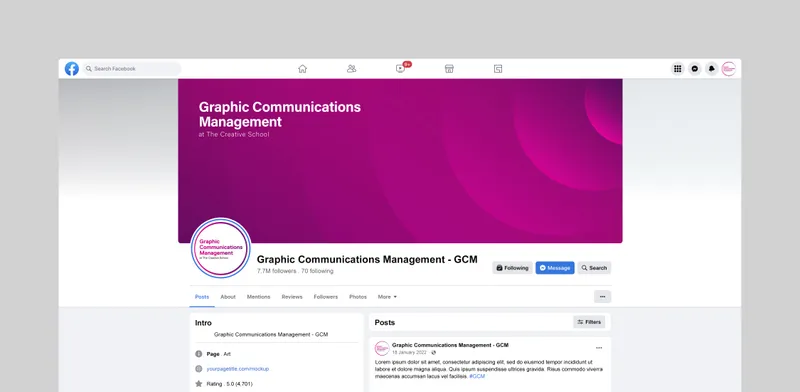 Search Facebook
9+
Graphic Communications
Management
at The Creative School
Graphic
Communications
Management
at The Creative School
Graphic Communications Management - GCM
7.7M followers . 70 following
Following
Message
Search
Posts
About
Mentions
Reviews
Followers
Photos
More
Intro
Graphic Communications Management - GCM
Page . Art
yourpagetitle.com/mockup
Rating . 5.0 (4.701)
Posts
Filters
Graphic Communications Management - GCM
18 January 2022 .
Lorem ipsum dolor sit amet, consectetur adipiscing elit, sed do eiusmod tempor incididunt ut
labore et dolore magna aliqua. Quis ipsum suspendisse ultrices gravida. Risus commodo viverra
maecenas accumsan lacus vel facilisis. #GCM